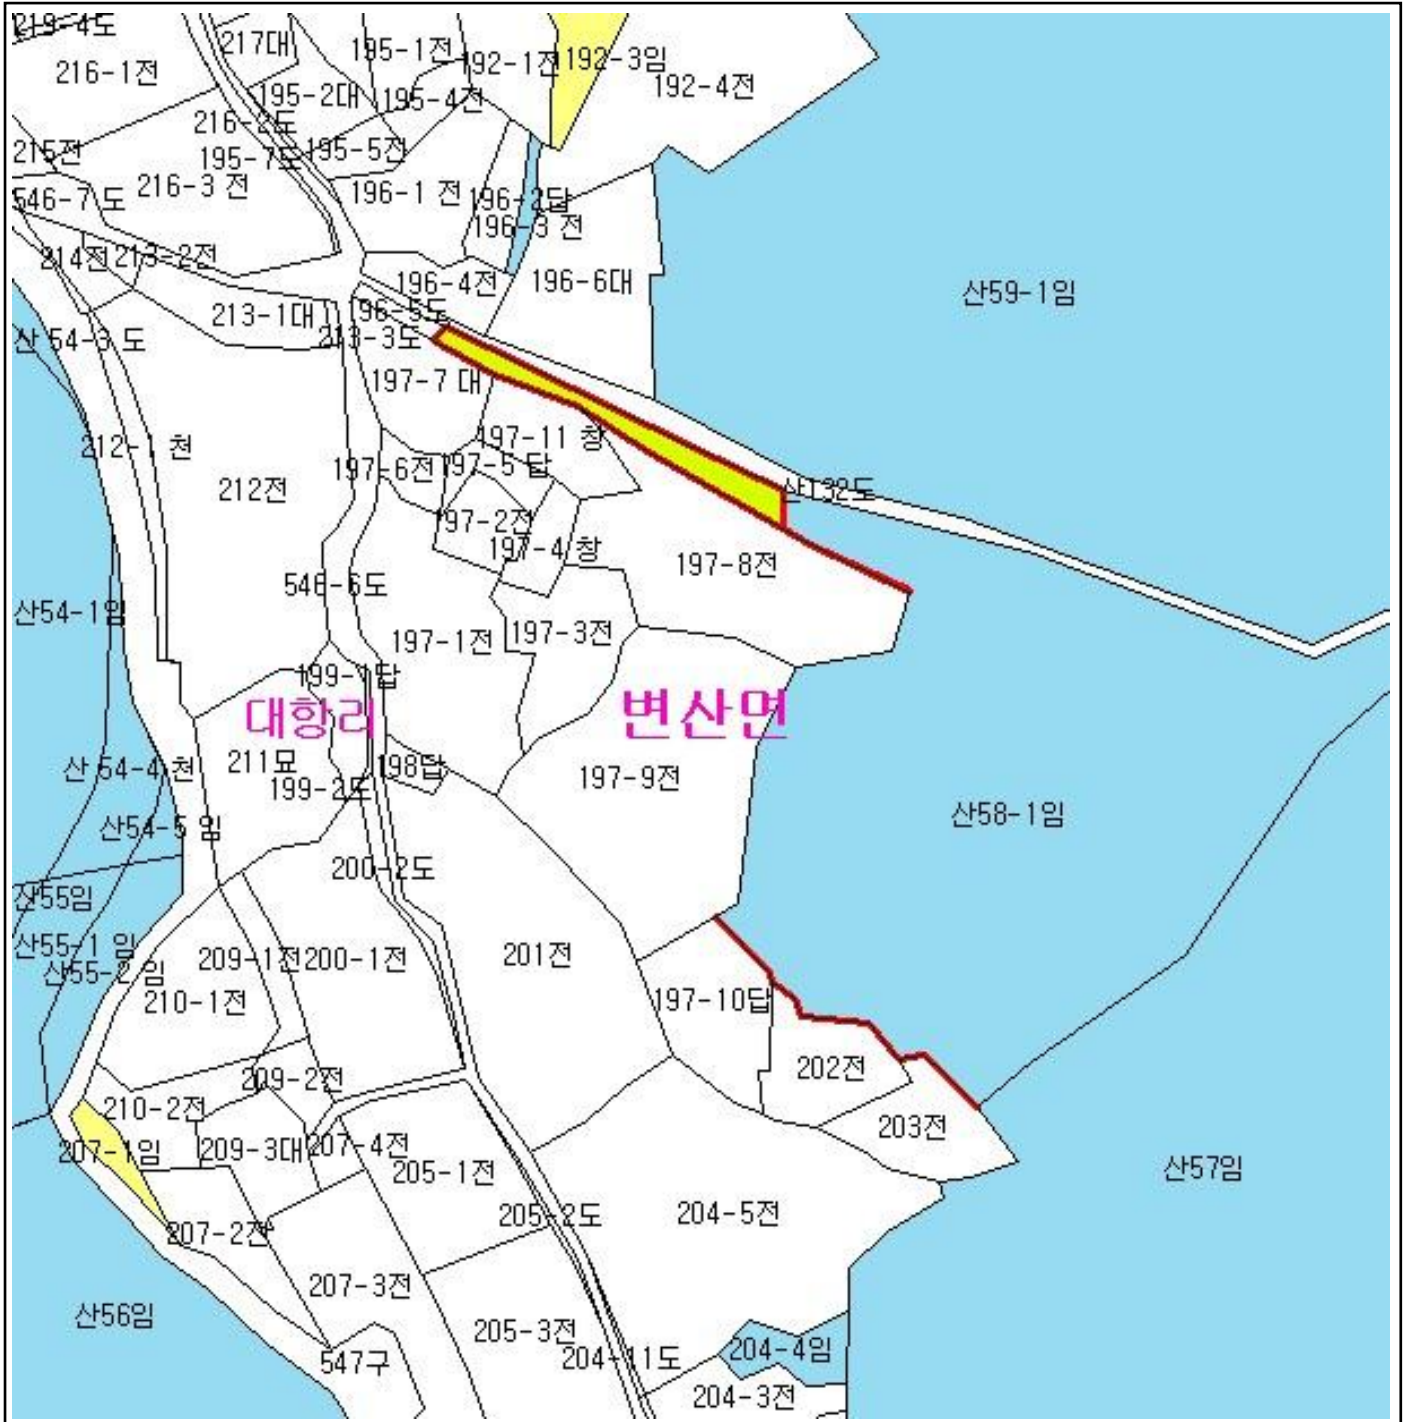 219-4도
217대
195-1전
192-1전
192-3임
192-4전
216-1전
195-2대
195-4전
216-2도
215전
195-7도
195-5전
546-7 도
216-3 전
196-1 전
196-2답
196-3 전
214전
213-2전
196-4전
196-6대
산59-1임
213-1대
96-5도
213-3도
산 54-3 도
197-7 대
212-1 천
197-11 창
197-6전
197-5 답
212전
산132도
197-2전
197-4 창
197-8전
546-6도
산54-1임
197-1전
197-3전
199-1답
대항리
변산면
211묘
198답
산 54-4 천
199-2도
197-9전
산58-1임
산54-5 임
200-2도
산55임
산55-1 임
209-1전
200-1전
201전
산55-2 임
210-1전
197-10답
209-2전
202전
210-2전
203전
207-1임
209-3대
207-4전
205-1전
산57임
207-2전
205-2도
204-5전
207-3전
산56임
205-3전
204-11도
204-4임
547구
204-3전